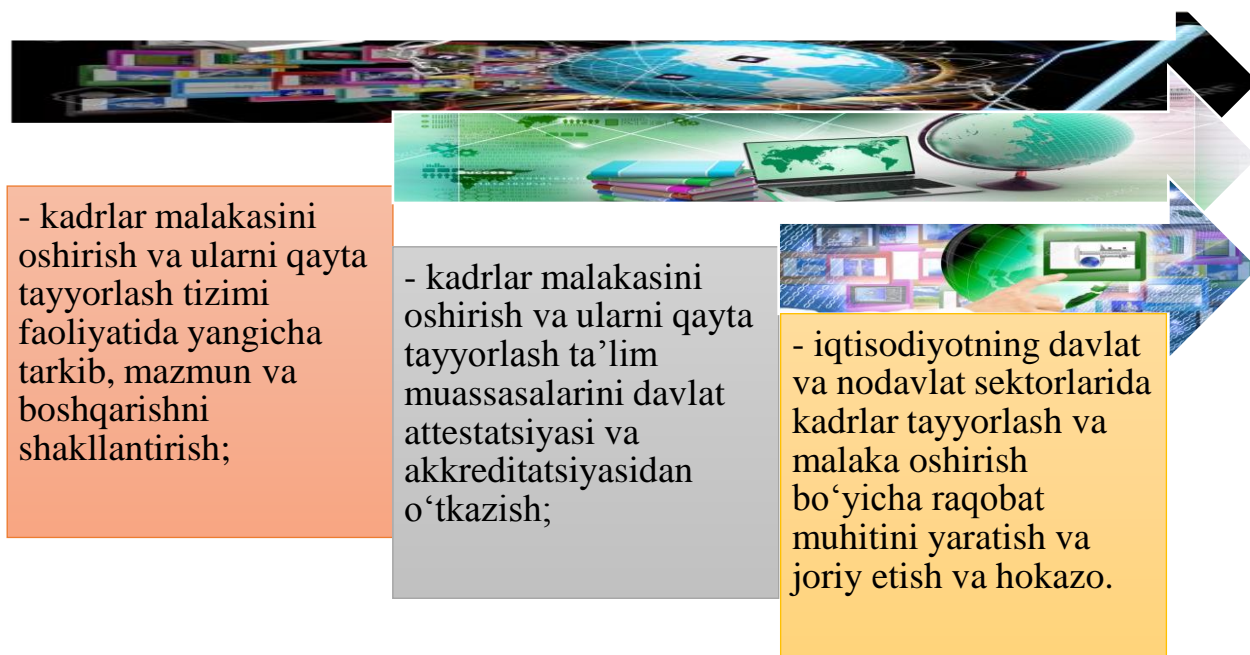 - kadrlar malakasini
oshirish va ularni qayta
tayyorlash tizimi
faoliyatida yangicha
tarkib, mazmun va
boshqarishni
shakllantirish;
- kadrlar malakasini
oshirish va ularni qayta
tayyorlash ta’lim
muassasalarini davlat
attestatsiyasi va
akkreditatsiyasidan
o‘tkazish;
- iqtisodiyotning davlat
va nodavlat sektorlarida
kadrlar tayyorlash va
malaka oshirish
bo‘yicha raqobat
muhitini yaratish va
joriy etish va hokazo.